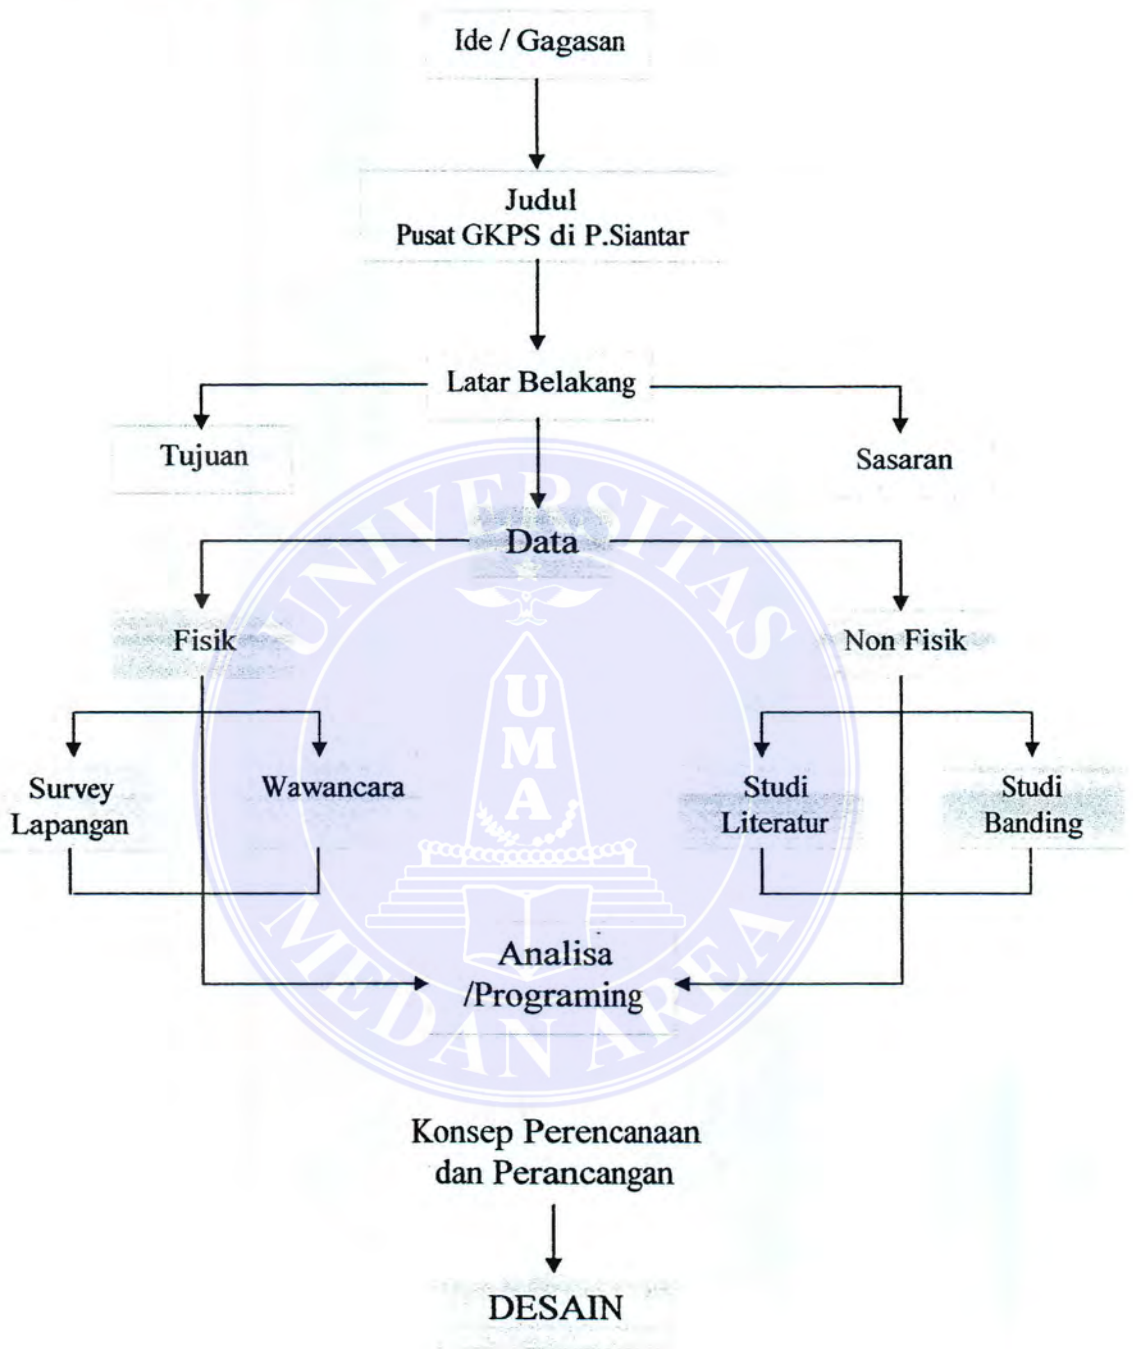 Ide / Gagasan
Judul
Pusat GKPS di P.Siantar
Latar Belakang
Tujuan
Sasaran
Data
Fisik
Non Fisik
Survey
Lapangan
Wawancara
Studi
Literatur
Studi
Banding
Analisa
/Programing
Konsep Perencanaan
dan Perancangan
DESAIN
UNIVERSITAS
UMA
MEDAN AREA